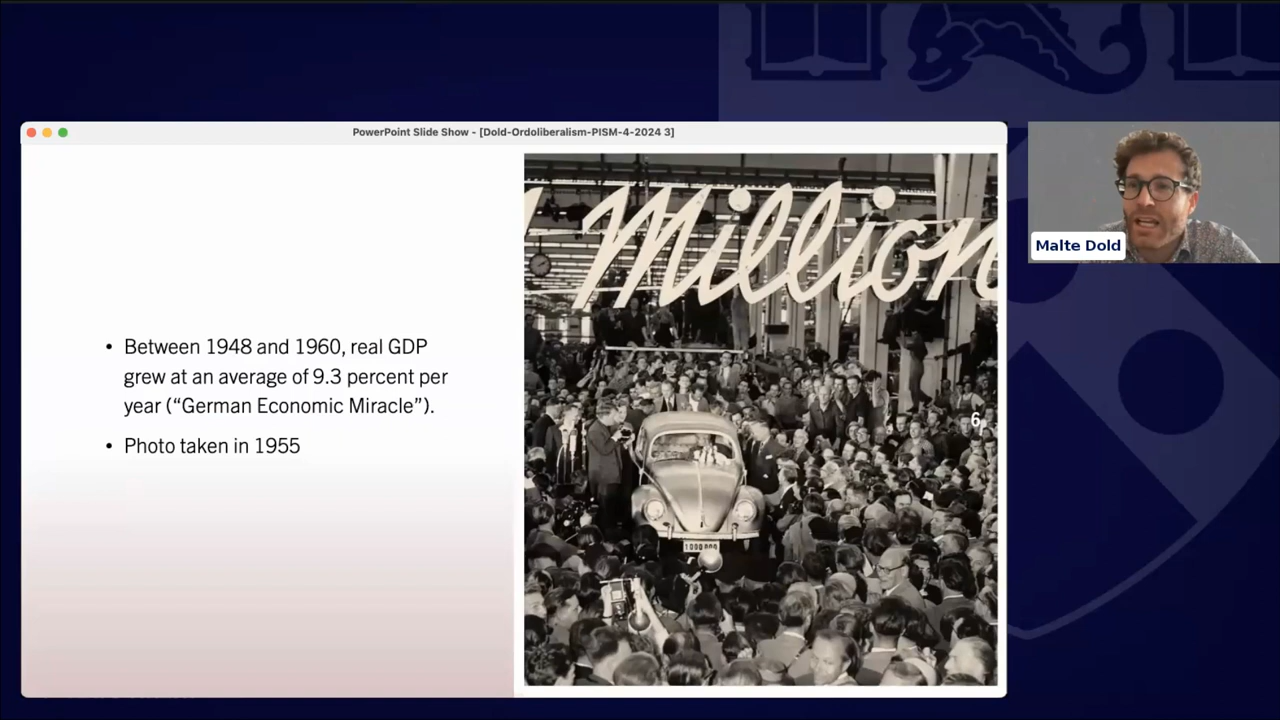 PowerPoint Slide Show - [Dold-Ordoliberalism-PISM-4-2024 3]
Million
• Between 1948 and 1960, real GDP
grew at an average of 9.3 percent per
year (“German Economic Miracle”).
• Photo taken in 1955
6
1000000
Malte Dold